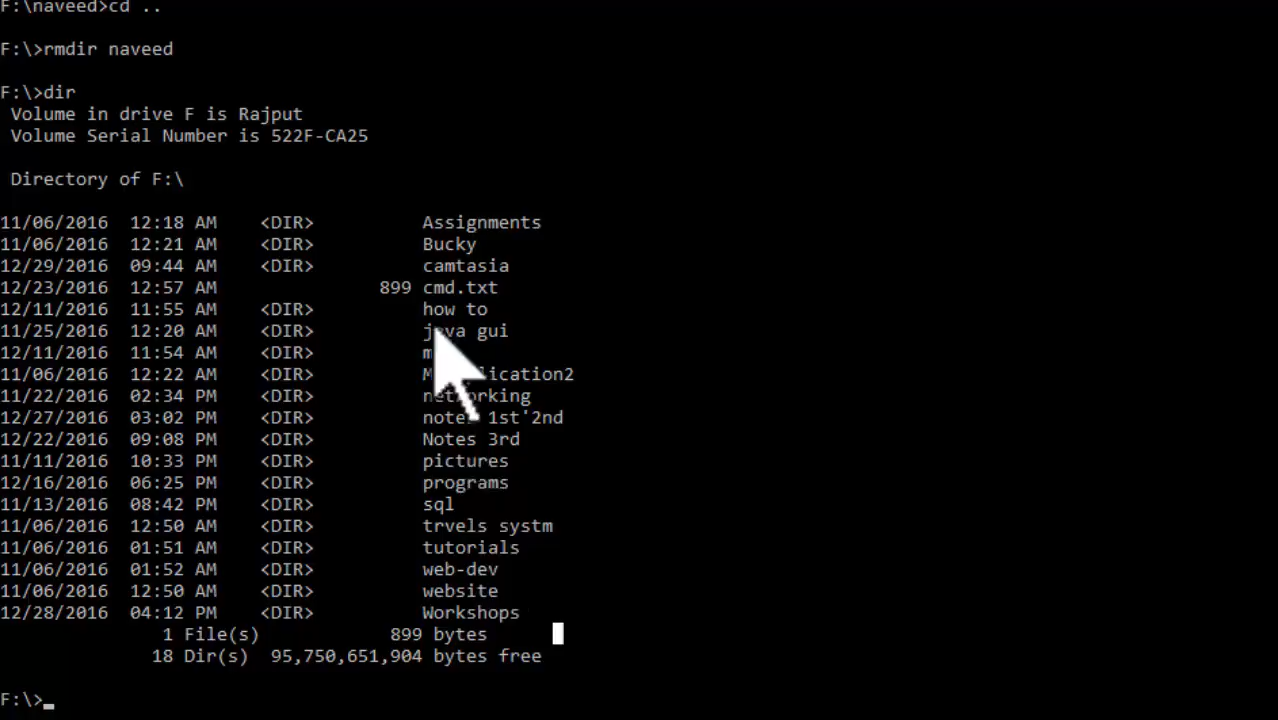 F:\naveed>cd ..
F:\>rmdir naveed
F:\>dir
Volume in drive F is Rajput
Volume Serial Number is 522F-CA25
Directory of F:\
11/06/2016 12:18 AM <DIR> Assignments
11/06/2016 12:21 AM <DIR> Bucky
12/29/2016 09:44 AM <DIR> camtasia
12/23/2016 12:57 AM 899 cmd.txt
12/11/2016 11:55 AM <DIR> how to
11/25/2016 12:20 AM <DIR> java gui
12/11/2016 11:54 AM <DIR>
11/06/2016 12:22 AM <DIR>
11/22/2016 02:34 PM <DIR> networking
12/27/2016 03:02 PM <DIR> notes 1st'2nd
12/22/2016 09:08 PM <DIR> Notes 3rd
11/11/2016 10:33 PM <DIR> pictures
12/16/2016 06:25 PM <DIR> programs
11/13/2016 08:42 PM <DIR> sql
11/06/2016 12:50 AM <DIR> trvels systm
11/06/2016 01:51 AM <DIR> tutorials
11/06/2016 01:52 AM <DIR> web-dev
11/06/2016 12:50 AM <DIR> website
12/28/2016 04:12 PM <DIR> Workshops
1 File(s) 899 bytes
18 Dir(s) 95,750,651,904 bytes free
F:\>_